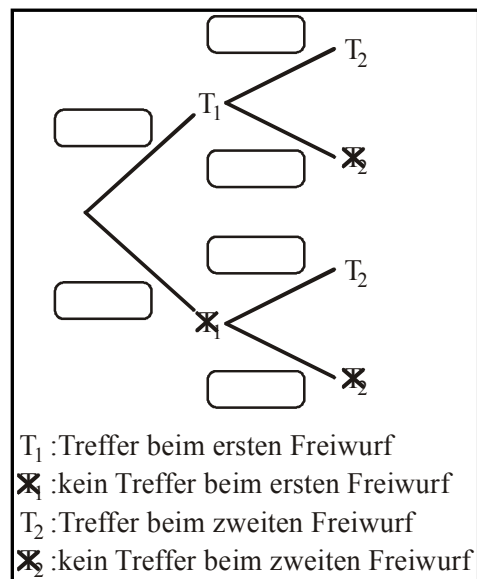 T₂
T₁
T₂
T₂
T₁
T₂
T₁ :Treffer beim ersten Freiwurf
T₁ :kein Treffer beim ersten Freiwurf
T₂ :Treffer beim zweiten Freiwurf
T₂ :kein Treffer beim zweiten Freiwurf